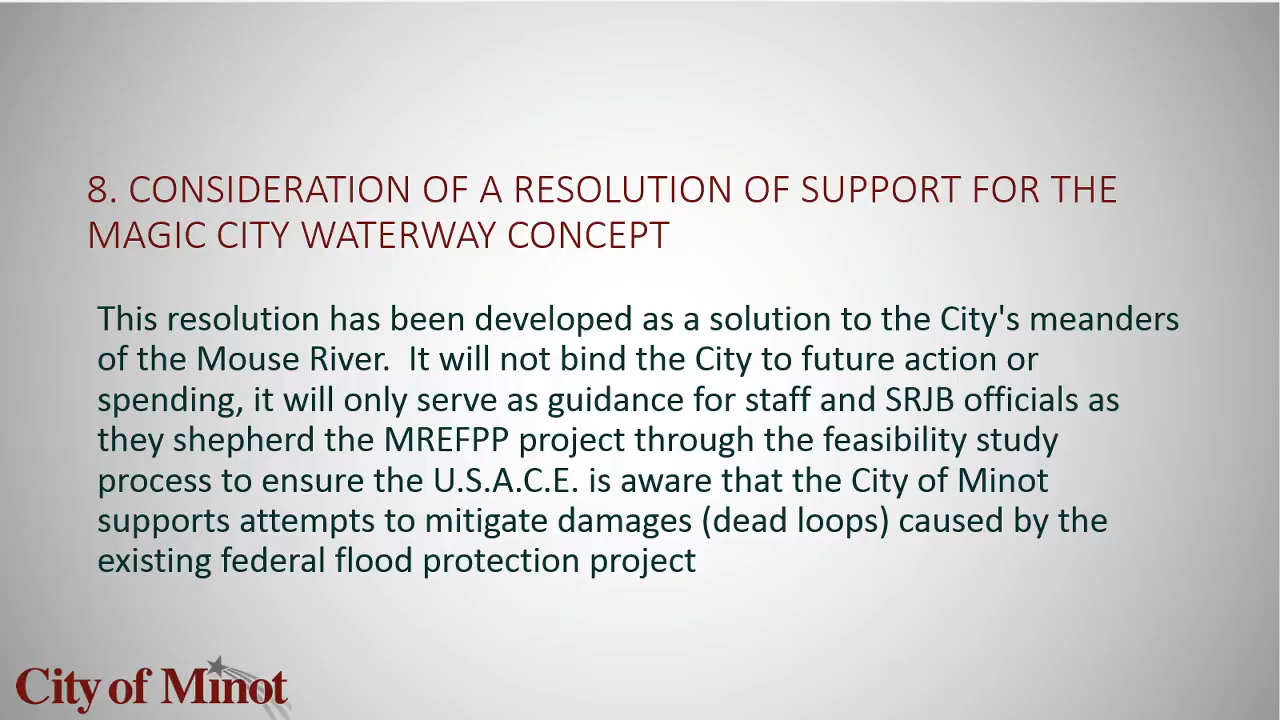 8. CONSIDERATION OF A RESOLUTION OF SUPPORT FOR THE
MAGIC CITY WATERWAY CONCEPT
This resolution has been developed as a solution to the City's meanders
of the Mouse River.  It will not bind the City to future action or
spending, it will only serve as guidance for staff and SRJB officials as
they shepherd the MREFPP project through the feasibility study
process to ensure the U.S.A.C.E. is aware that the City of Minot
supports attempts to mitigate damages (dead loops) caused by the
existing federal flood protection project
City of Minot